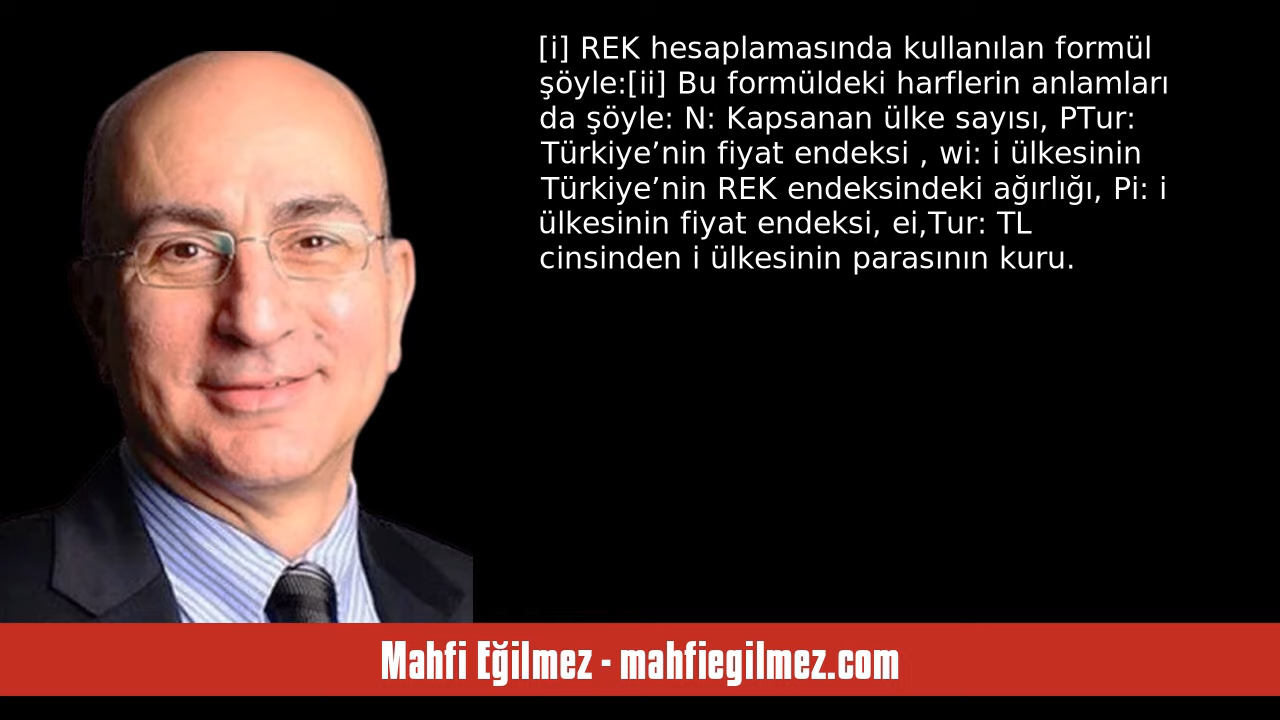 [i] REK hesaplamasında kullanılan formül
şöyle:[ii] Bu formüldeki harflerin anlamları
da şöyle: N: Kapsanan ülke sayısı, PTur:
Türkiye’nin fiyat endeksi , wi: i ülkesinin
Türkiye’nin REK endeksindeki ağırlığı, Pi: i
ülkesinin fiyat endeksi, ei,Tur: TL
cinsinden i ülkesinin parasının kuru.
Mahfi Eğilmez - mahfiegilmez.com